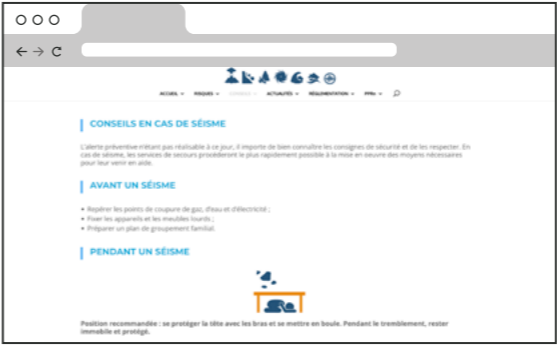 ACCUEIL RISQUES CONSEILS ACTUALITÉS RÉGLEMENTATION PPRn
CONSEILS EN CAS DE SÉISME
L'alerte préventive n'étant pas réalisable à ce jour, il importe de bien connaître les consignes de sécurité et de les respecter. En
cas de séisme, les services de secours procéderont le plus rapidement possible à la mise en oeuvre des moyens nécessaires
pour leur venir en aide.
AVANT UN SÉISME
• Repérer les points de coupure de gaz, d'eau et d'électricité ;
• Fixer les appareils et les meubles lourds ;
• Préparer un plan de groupement familial.
PENDANT UN SÉISME
Position recommandée : se protéger la tête avec les bras et se mettre en boule. Pendant le tremblement, rester
immobile et protégé.